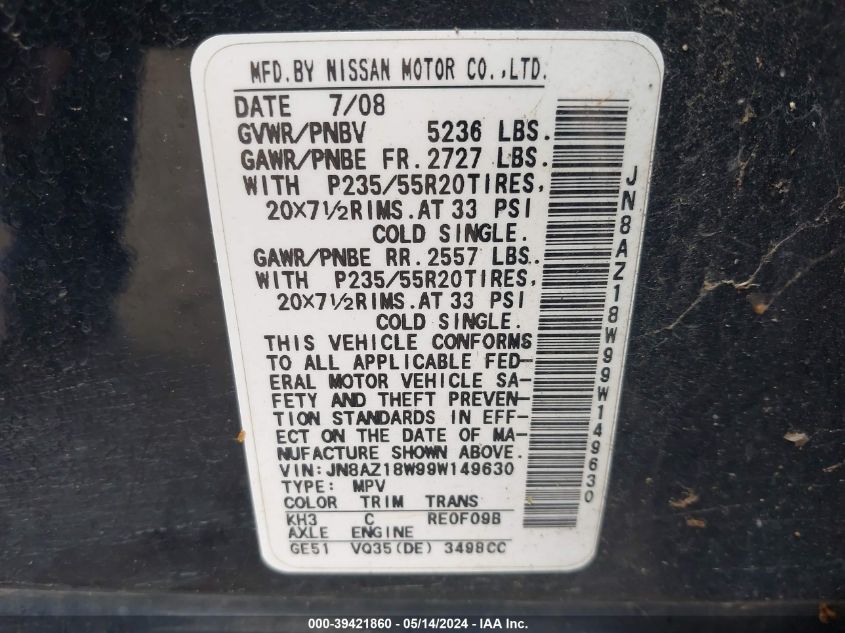 MFD.BY NISSAN MOTOR CO.,LTD.
DATE 7/08
GVWR/PNBV 5236 LBS.
GAWR/PNBE FR.2727 LBS.
WITH P235/55R20TIRES,
20X7½RIMS.AT 33 PSI
COLD SINGLE.
GAWR/PNBE RR.2557 LBS.
WITH P235/55R20TIRES,
20X7½RIMS.AT 33 PSI
COLD SINGLE.
THIS VEHICLE CONFORMS
TO ALL APPLICABLE FED-
ERAL MOTOR VEHICLE SA-
FETY AND THEFT PREVEN-
TION STANDARDS IN EFF-
ECT ON THE DATE OF MA-
NUFACTURE SHOWN ABOVE.
VIN:JN8AZ18W99W149630
TYPE: MPV
COLOR TRIM TRANS
KH3 C RE0F09B
AXLE ENGINE
GE51 VQ35(DE) 3498CC
JN8AZ18W99W149630
000-39421860 - 05/14/2024 - IAA Inc.